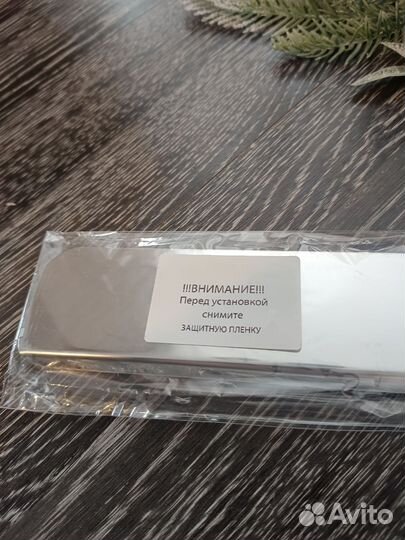 !!!ВНИМАНИЕ!!!
Перед установкой
снимите
ЗАЩИТНУЮ ПЛЕНКУ
Avito